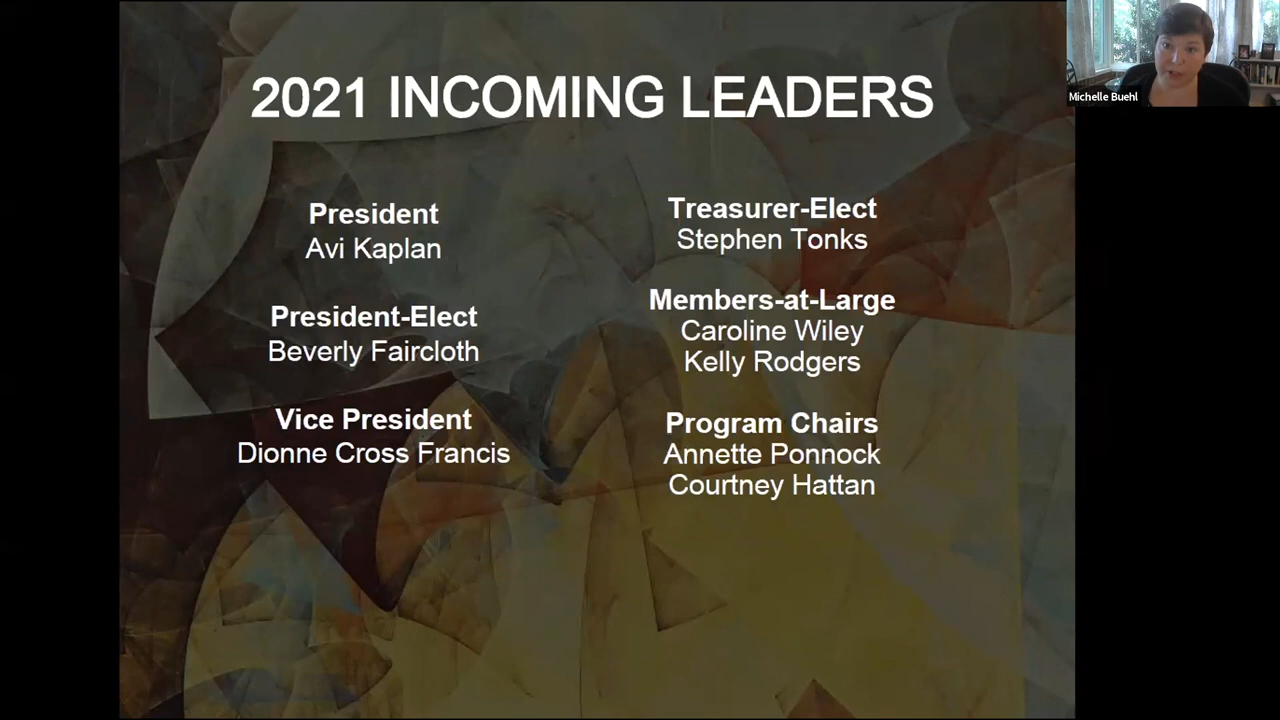 2021 INCOMING LEADERS
President
Avi Kaplan
President-Elect
Beverly Faircloth
Vice President
Dionne Cross Francis
Treasurer-Elect
Stephen Tonks
Members-at-Large
Caroline Wiley
Kelly Rodgers
Program Chairs
Annette Ponnock
Courtney Hattan
Michelle Buehl